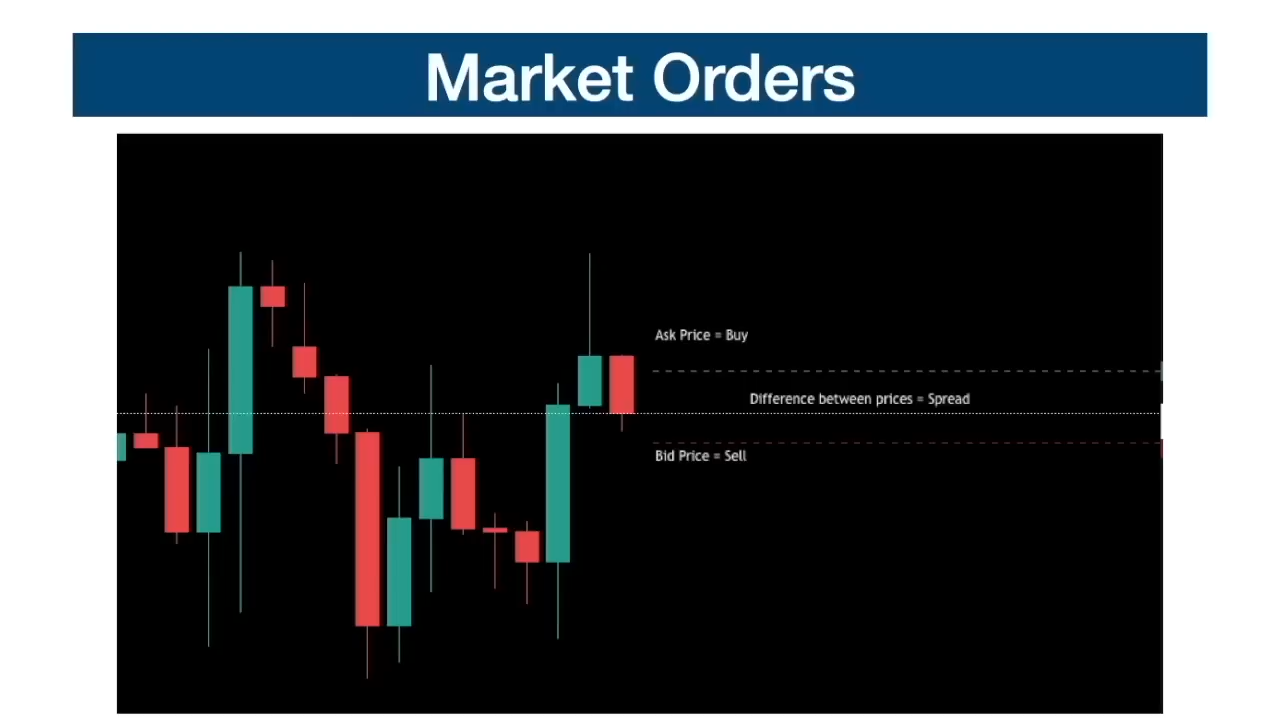 Market Orders
Ask Price = Buy
Difference between prices = Spread
Bid Price = Sell